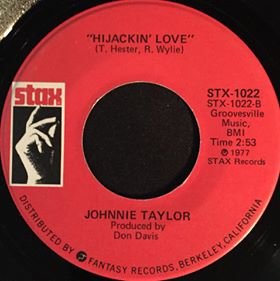 "HIJACKIN' LOVE"
(T. Hester, R. Wylie)
stax
STX-1022
STX-1022-B
Groovesville
Music,
BMI
Time 2:53
℗ 1977
STAX Records
JOHNNIE TAYLOR
Produced by
Don Davis
DISTRIBUTED BY FANTASY RECORDS, BERKELEY, CALIFORNIA